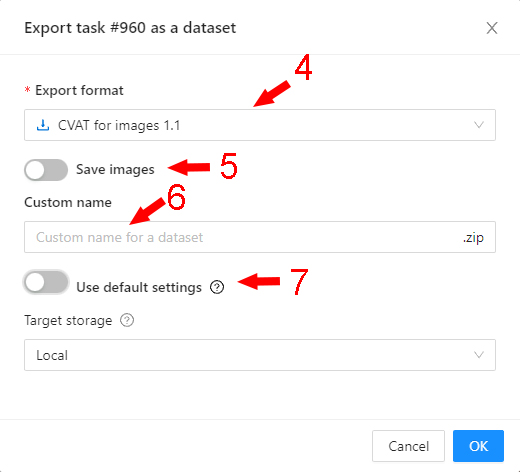 Export task #960 as a dataset
4
* Export format
CVAT for images 1.1
Save images
5
6
Custom name
Custom name for a dataset .zip
Use default settings ?
7
Target storage ?
Local
Cancel OK